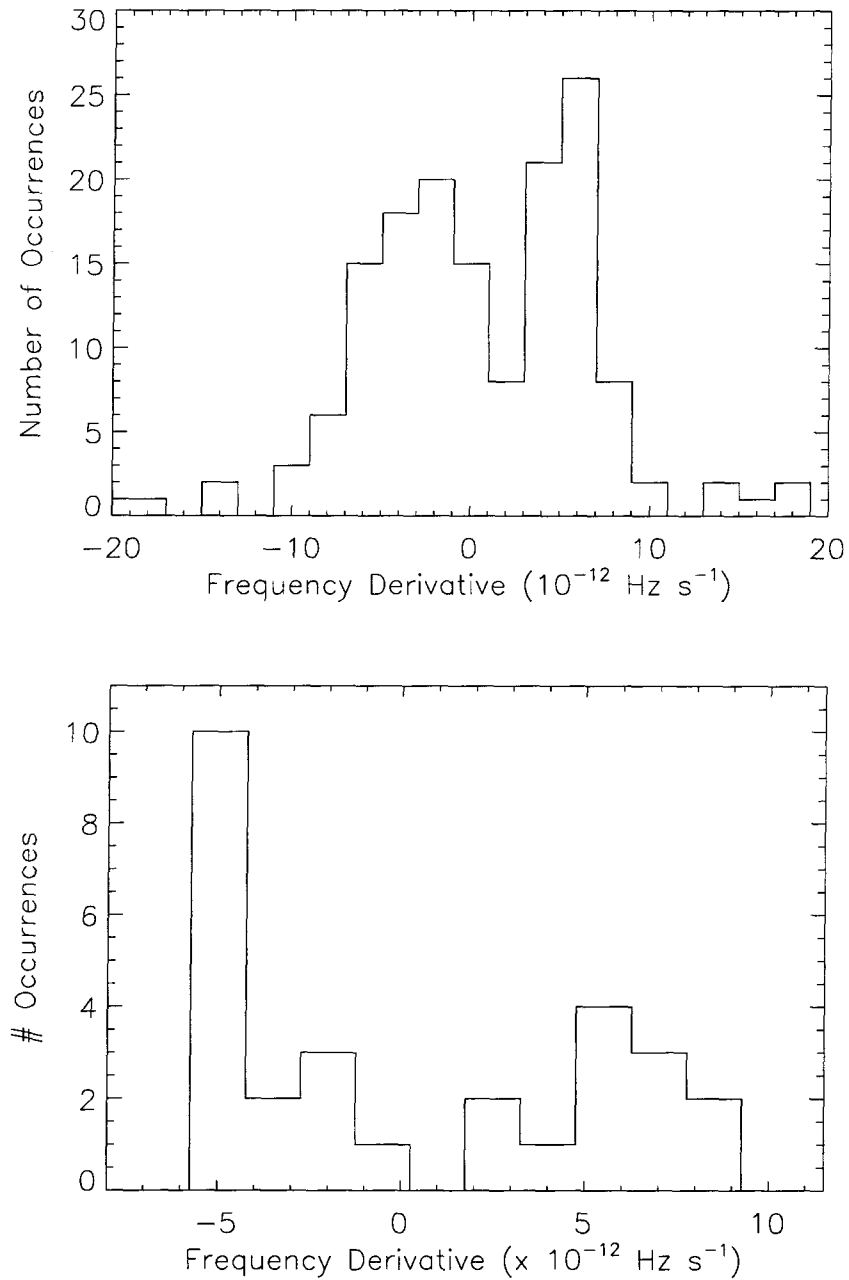 30
25
20
15
10
5
0
Number of Occurrences
−20 −10 0 10 20
Frequency Derivative (10⁻¹² Hz s⁻¹)
10
8
6
4
2
0
# Occurrences
−5 0 5 10
Frequency Derivative (x 10⁻¹² Hz s⁻¹)